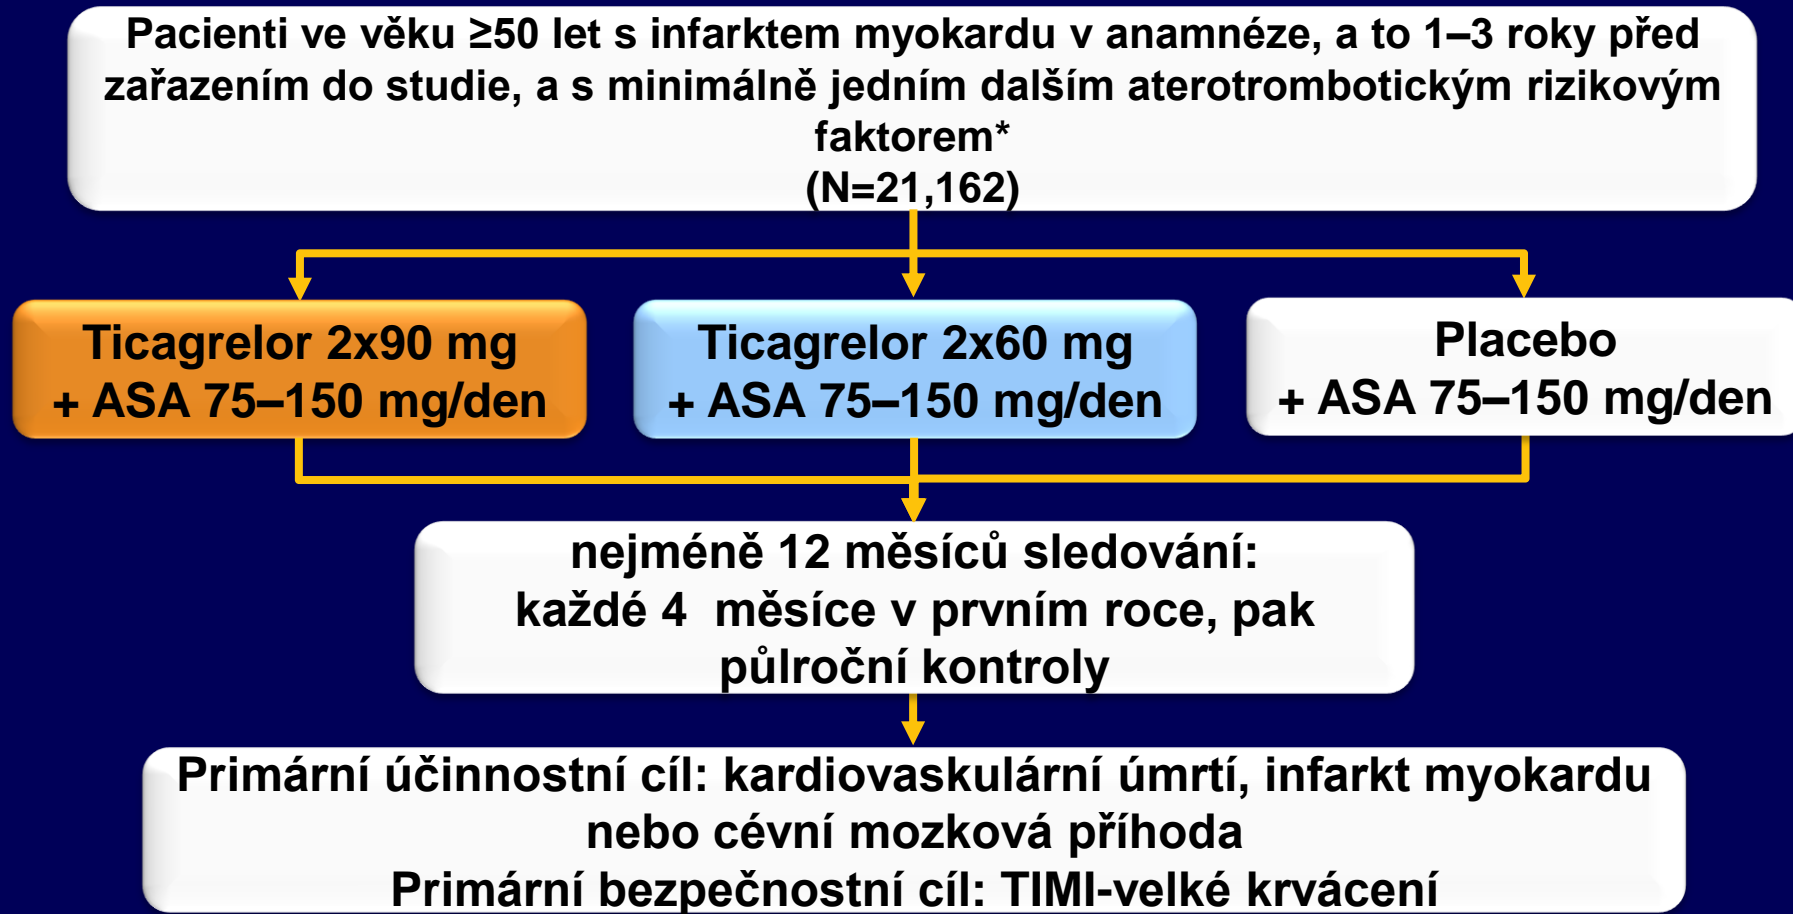 Pacienti ve věku ≥50 let s infarktem myokardu v anamnéze, a to 1–3 roky před
zařazením do studie, a s minimálně jedním dalším aterotrombotickým rizikovým
faktorem*
(N=21,162)
Ticagrelor 2x90 mg
+ ASA 75–150 mg/den
Ticagrelor 2x60 mg
+ ASA 75–150 mg/den
Placebo
+ ASA 75–150 mg/den
nejméně 12 měsíců sledování:
každé 4  měsíce v prvním roce, pak
půlroční kontroly
Primární účinnostní cíl: kardiovaskulární úmrtí, infarkt myokardu
nebo cévní mozková příhoda
Primární bezpečnostní cíl: TIMI-velké krvácení